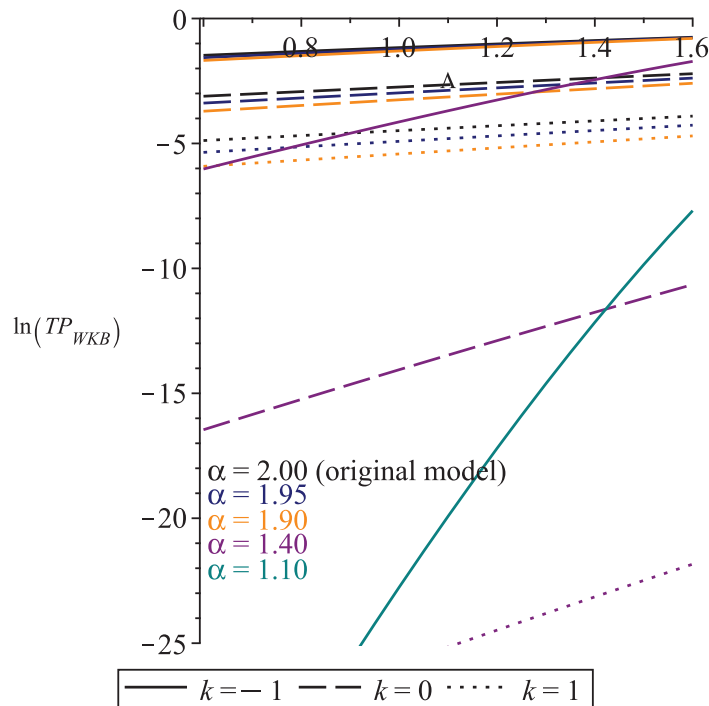 0
0.8 1.0 1.2 1.4 1.6
Λ
−5
−10
ln(TP_WKB)
−15
α = 2.00 (original model)
α = 1.95
α = 1.90
α = 1.40
α = 1.10
−20
−25
k = − 1 k = 0 k = 1